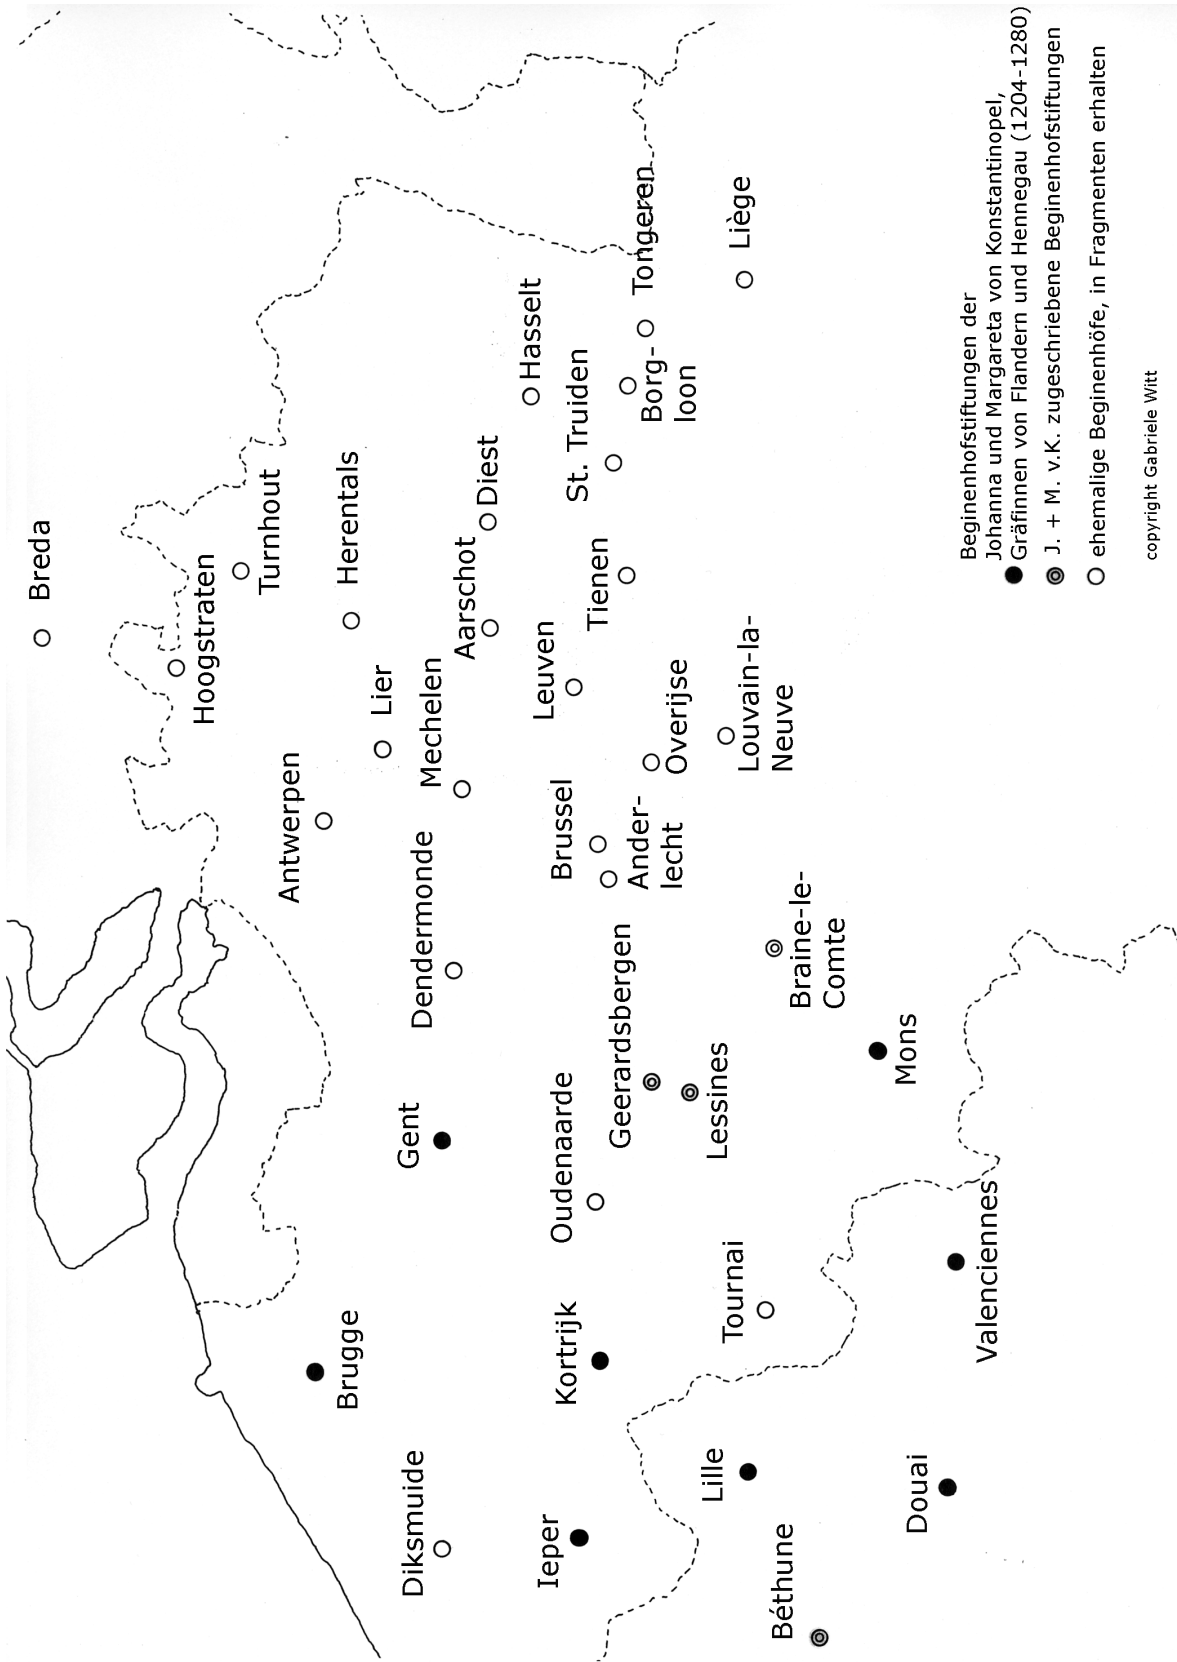 Breda
Hoogstraten
Turnhout
Herentals
Antwerpen
Lier
Mechelen
Aarschot
Diest
Hasselt
St. Truiden
Tongeren
Borg-
loon
Liège
Tienen
Leuven
Overijse
Louvain-la-
Neuve
Brussel
Ander-
lecht
Dendermonde
Gent
Brugge
Diksmuide
Ieper
Kortrijk
Oudenaarde
Geerardsbergen
Lessines
Braine-le-
Comte
Mons
Tournai
Valenciennes
Lille
Douai
Béthune
Beginenhofstiftungen der
Johanna und Margareta von Konstantinopel,
Gräfinnen von Flandern und Hennegau (1204-1280)
J. + M. v.K. zugeschriebene Beginenhofstiftungen
ehemalige Beginenhöfe, in Fragmenten erhalten
copyright Gabriele Witt